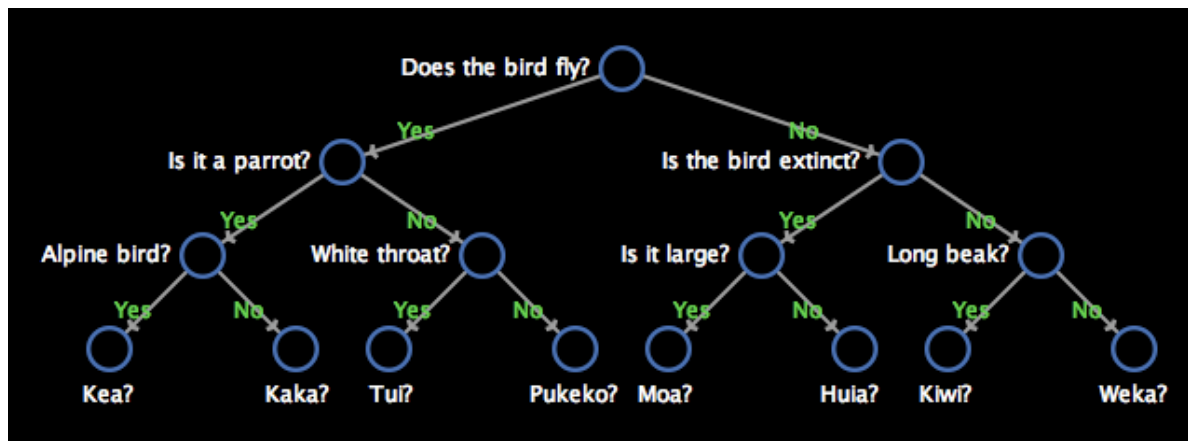 Does the bird fly?
Yes
No
Is it a parrot?
Is the bird extinct?
Yes
No
Yes
No
Alpine bird?
White throat?
Is it large?
Long beak?
Yes
No
Yes
No
Yes
No
Yes
No
Kea?
Kaka?
Tui?
Pukeko?
Moa?
Huia?
Kiwi?
Weka?